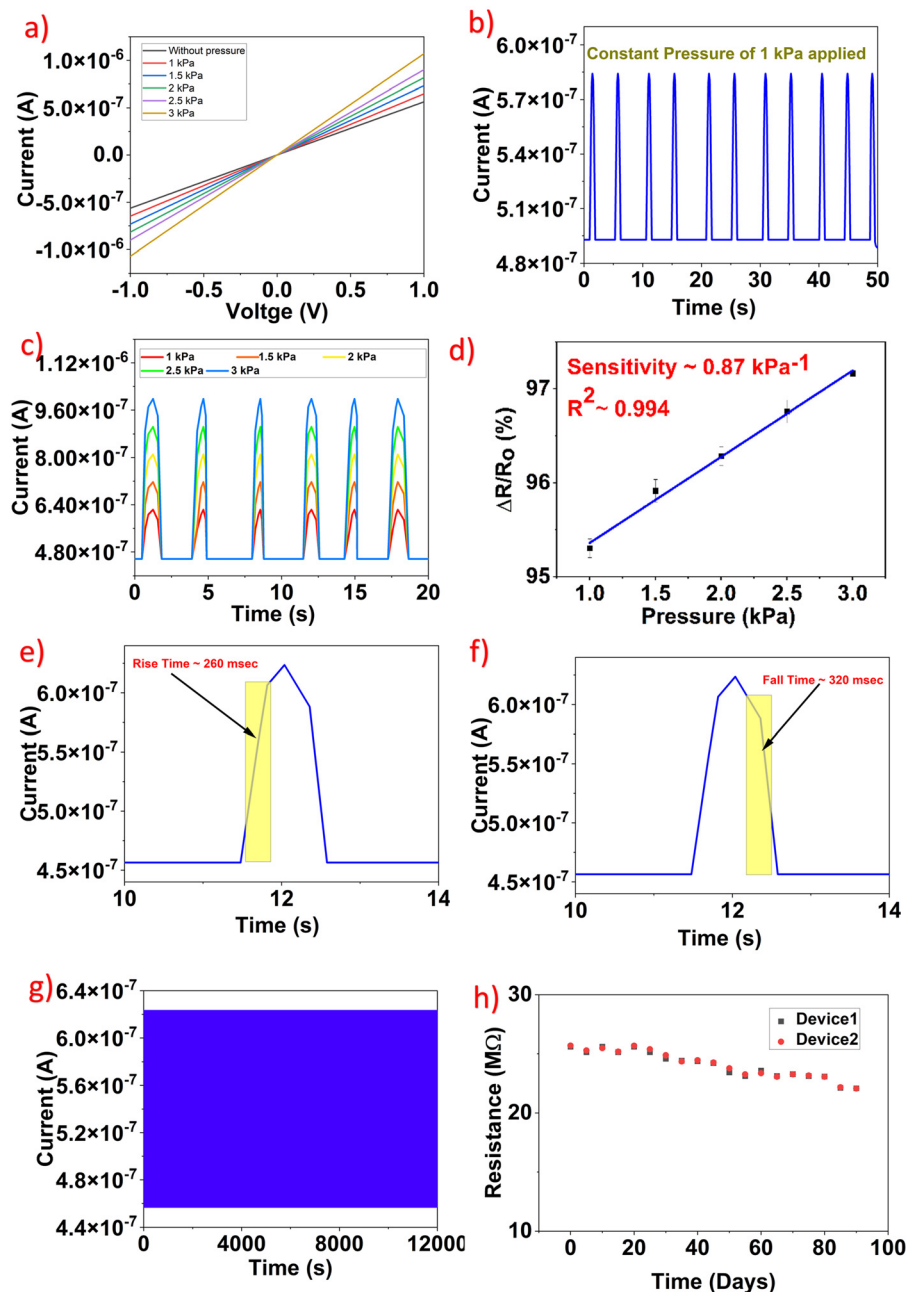 a)
Current (A)
1.0×10⁻⁶
5.0×10⁻⁷
0.0
-5.0×10⁻⁷
-1.0×10⁻⁶
Without pressure
1 kPa
1.5 kPa
2 kPa
2.5 kPa
3 kPa
-1.0 -0.5 0.0 0.5 1.0
Voltge (V)
b)
Current (A)
6.0×10⁻⁷
5.7×10⁻⁷
5.4×10⁻⁷
5.1×10⁻⁷
4.8×10⁻⁷
Constant Pressure of 1 kPa applied
0 10 20 30 40 50
Time (s)
c)
Current (A)
1.12×10⁻⁶
9.60×10⁻⁷
8.00×10⁻⁷
6.40×10⁻⁷
4.80×10⁻⁷
1 kPa 1.5 kPa 2 kPa
2.5 kPa 3 kPa
0 5 10 15 20
Time (s)
d)
ΔR/Ro (%)
97
96
95
Sensitivity ~ 0.87 kPa⁻¹
R² ~ 0.994
1.0 1.5 2.0 2.5 3.0
Pressure (kPa)
e)
Current (A)
6.0×10⁻⁷
5.5×10⁻⁷
5.0×10⁻⁷
4.5×10⁻⁷
Rise Time ~ 260 msec
10 12 14
Time (s)
f)
Current (A)
6.0×10⁻⁷
5.5×10⁻⁷
5.0×10⁻⁷
4.5×10⁻⁷
Fall Time ~ 320 msec
10 12 14
Time (s)
g)
Current (A)
6.4×10⁻⁷
6.0×10⁻⁷
5.6×10⁻⁷
5.2×10⁻⁷
4.8×10⁻⁷
4.4×10⁻⁷
0 4000 8000 12000
Time (s)
h)
Resistance (MΩ)
30
20
10
Device1
Device2
0 20 40 60 80 100
Time (Days)